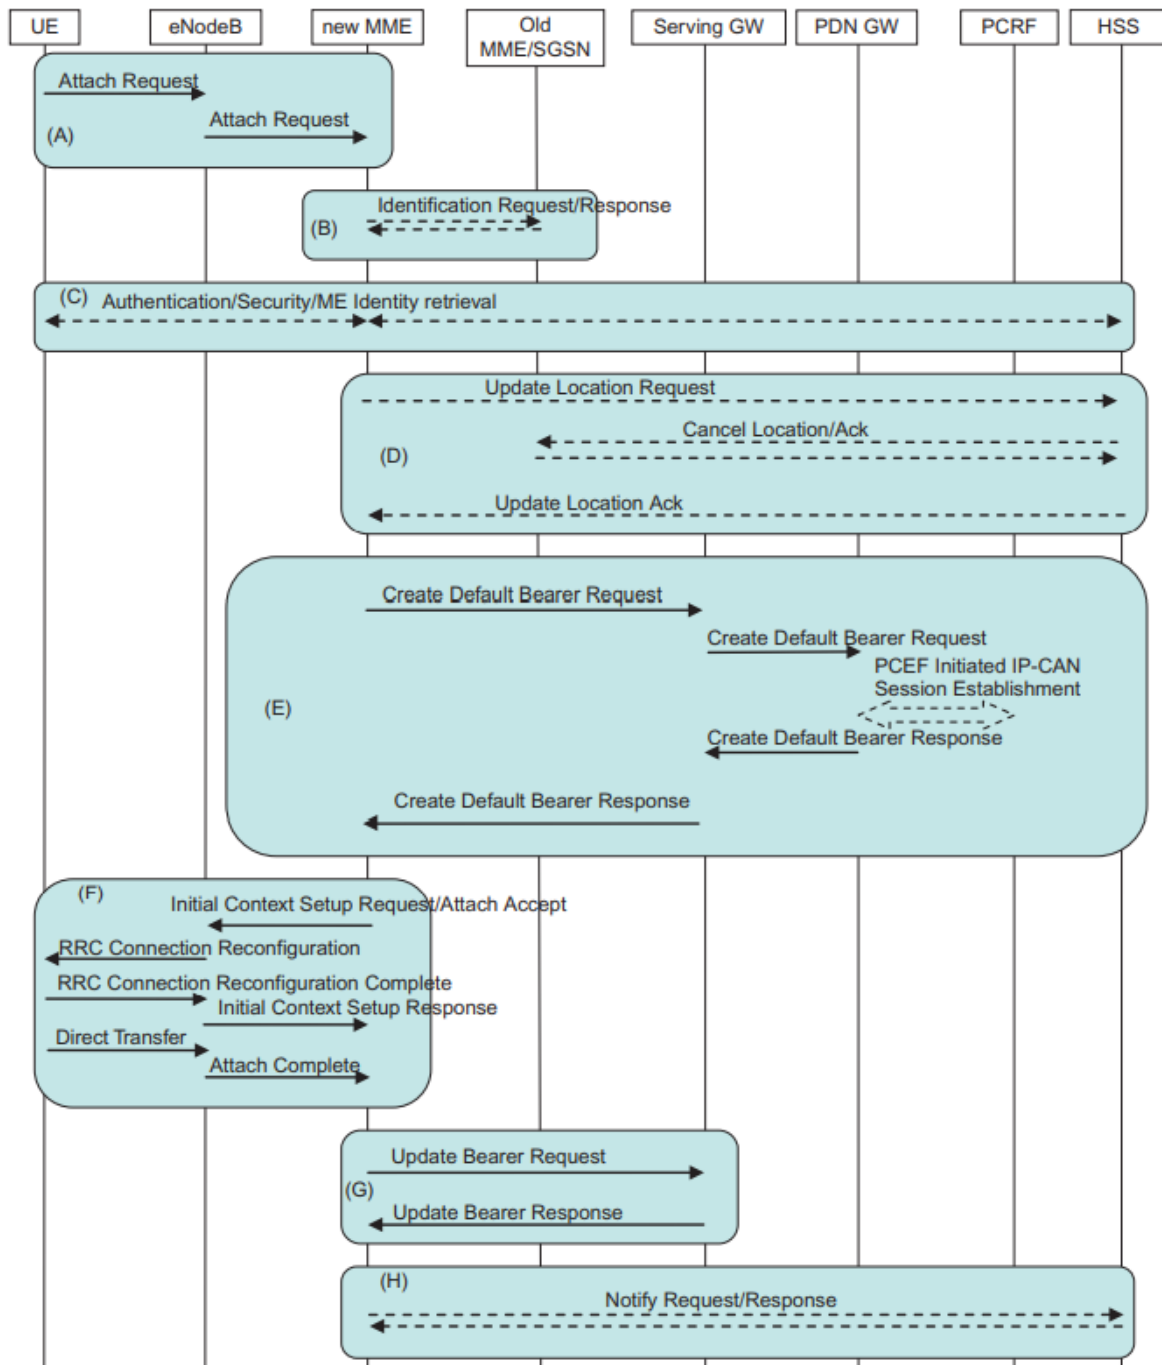 UE
eNodeB
new MME
Old
MME/SGSN
Serving GW
PDN GW
PCRF
HSS
Attach Request
Attach Request
(A)
Identification Request/Response
(B)
(C)
Authentication/Security/ME Identity retrieval
Update Location Request
Cancel Location/Ack
(D)
Update Location Ack
Create Default Bearer Request
Create Default Bearer Request
PCEF Initiated IP-CAN
Session Establishment
(E)
Create Default Bearer Response
Create Default Bearer Response
(F)
Initial Context Setup Request/Attach Accept
RRC Connection Reconfiguration
RRC Connection Reconfiguration Complete
Initial Context Setup Response
Direct Transfer
Attach Complete
Update Bearer Request
(G)
Update Bearer Response
(H)
Notify Request/Response